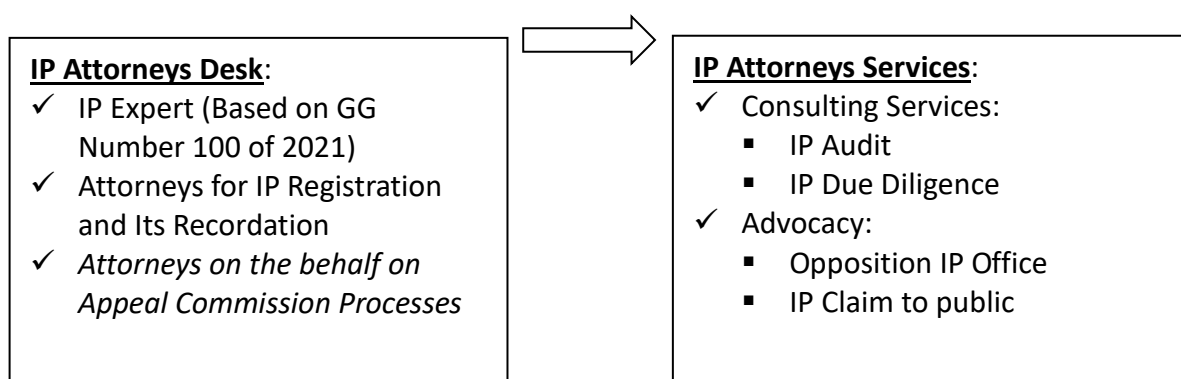 IP Attorneys Desk:
✓ IP Expert (Based on GG
Number 100 of 2021)
✓ Attorneys for IP Registration
and Its Recordation
✓ Attorneys on the behalf on
Appeal Commission Processes
IP Attorneys Services:
✓ Consulting Services:
▪ IP Audit
▪ IP Due Diligence
✓ Advocacy:
▪ Opposition IP Office
▪ IP Claim to public